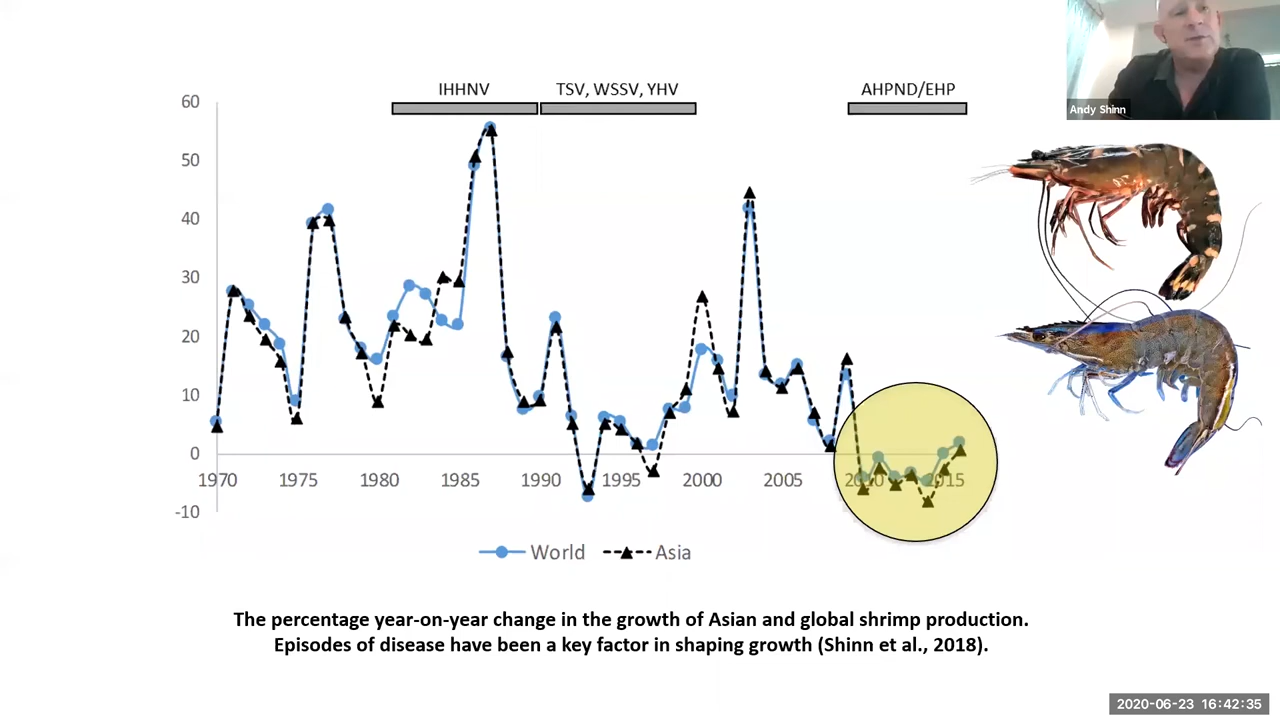 Andy Shinn
IHHNV
TSV, WSSV, YHV
AHPND/EHP
60
50
40
30
20
10
0
-10
1970
1975
1980
1985
1990
1995
2000
2005
2010
2015
World
Asia
The percentage year-on-year change in the growth of Asian and global shrimp production.
Episodes of disease have been a key factor in shaping growth (Shinn et al., 2018).
2020-06-23 16:42:35